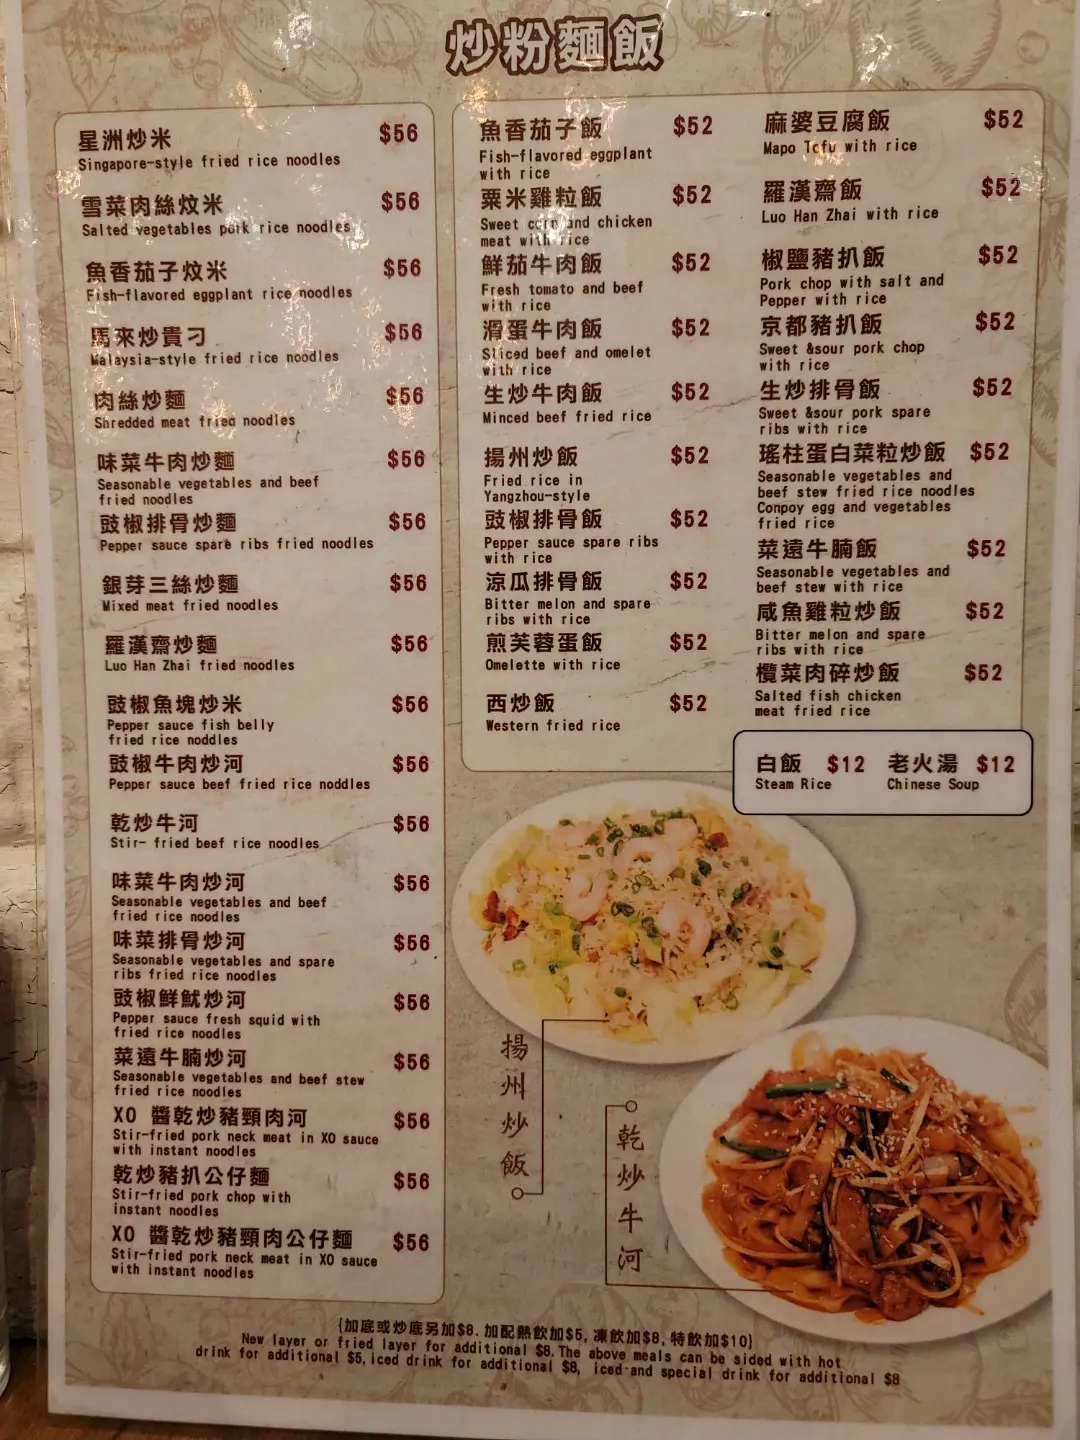 炒粉麵飯
星洲炒米 $56
Singapore-style fried rice noodles
雪菜肉絲炆米 $56
Salted vegetables pork rice noodles
魚香茄子炆米 $56
Fish-flavored eggplant rice noodles
馬來炒貴刁 $56
Malaysia-style fried rice noodles
肉絲炒麵 $56
Shredded meat fried noodles
味菜牛肉炒麵 $56
Seasonable vegetables and beef
fried noodles
豉椒排骨炒麵 $56
Pepper sauce spare ribs fried noodles
銀芽三絲炒麵 $56
Mixed meat fried noodles
羅漢齋炒麵 $56
Luo Han Zhai fried noodles
豉椒魚塊炒米 $56
Pepper sauce fish belly
fried rice noddles
豉椒牛肉炒河 $56
Pepper sauce beef fried rice noddles
乾炒牛河 $56
Stir- fried beef rice noodles
味菜牛肉炒河 $56
Seasonable vegetables and beef
fried rice noodles
味菜排骨炒河 $56
Seasonable vegetables and spare
ribs fried rice noodles
豉椒鮮魷炒河 $56
Pepper sauce fresh squid with
fried rice noodles
菜遠牛腩炒河 $56
Seasonable vegetables and beef stew
fried rice noodles
XO 醬乾炒豬頸肉河 $56
Stir-fried pork neck meat in XO sauce
with instant noodles
乾炒豬扒公仔麵 $56
Stir-fried pork chop with
instant noodles
XO 醬乾炒豬頸肉公仔麵 $56
Stir-fried pork neck meat in XO sauce
with instant noodles
魚香茄子飯 $52
Fish-flavored eggplant
with rice
粟米雞粒飯 $52
Sweet corn and chicken
meat with rice
鮮茄牛肉飯 $52
Fresh tomato and beef
with rice
滑蛋牛肉飯 $52
Sliced beef and omelet
with rice
生炒牛肉飯 $52
Minced beef fried rice
揚州炒飯 $52
Fried rice in
Yangzhou-style
豉椒排骨飯 $52
Pepper sauce spare ribs
with rice
涼瓜排骨飯 $52
Bitter melon and spare
ribs with rice
煎芙蓉蛋飯 $52
Omelette with rice
西炒飯 $52
Western fried rice
麻婆豆腐飯 $52
Mapo Tofu with rice
羅漢齋飯 $52
Luo Han Zhai with rice
椒鹽豬扒飯 $52
Pork chop with salt and
Pepper with rice
京都豬扒飯 $52
Sweet &sour pork chop
with rice
生炒排骨飯 $52
Sweet &sour pork spare
ribs with rice
瑤柱蛋白菜粒炒飯 $52
Seasonable vegetables and
beef stew fried rice noodles
Conpoy egg and vegetables
fried rice
菜遠牛腩飯 $52
Seasonable vegetables and
beef stew with rice
咸魚雞粒炒飯 $52
Bitter melon and spare
ribs with rice
欖菜肉碎炒飯 $52
Salted fish chicken
meat fried rice
白飯 $12 老火湯 $12
Steam Rice Chinese Soup
揚州炒飯
乾炒牛河
(加底或炒底另加$8. 加配熱飲加$5, 凍飲加$8, 特飲加$10)
New layer or fried layer for additional $8. The above meals can be sided with hot
drink for additional $5, iced drink for additional $8, iced and special drink for additional $8